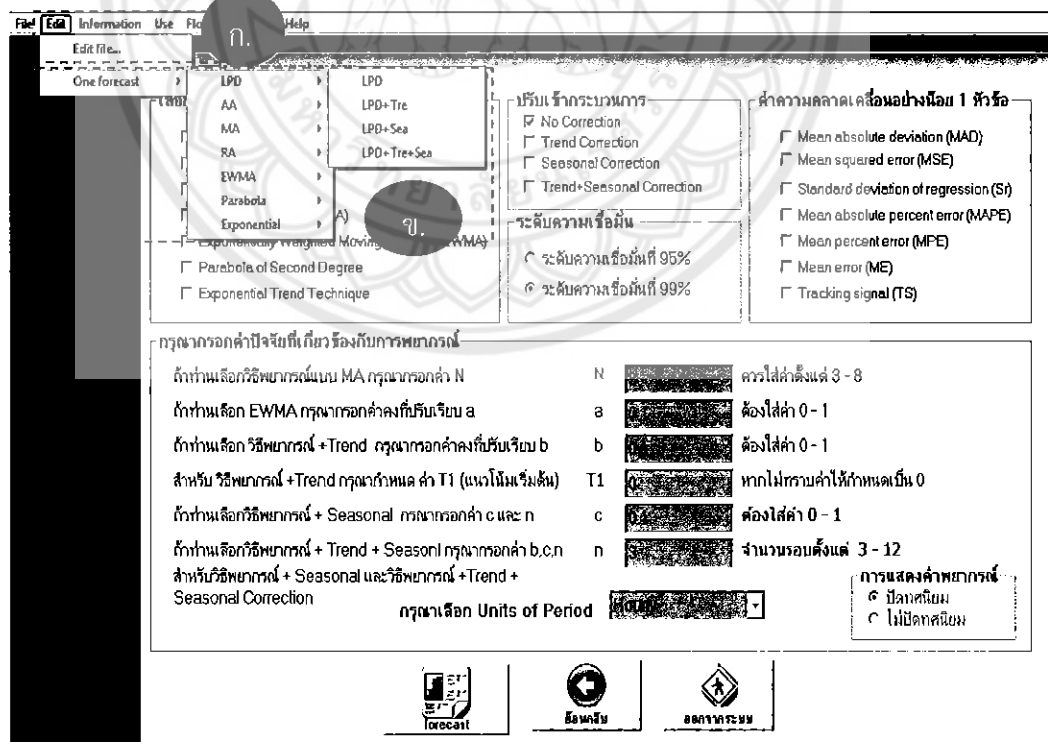 File Edit Information Use Help
Edit file...
One forecast
ก.
LPD
AA
MA
RA
EWMA
Parabola
Exponential
LPD
LPD+Tre
LPD+Sea
LPD+Tre+Sea
ข.
Parabola of Second Degree
Exponential Trend Technique
ปรับเข้ากระบวนการ
No Correction
Trend Correction
Seasonal Correction
Trend+Seasonal Correction
ระดับความเชื่อมั่น
ระดับความเชื่อมั่นที่ 95%
ระดับความเชื่อมั่นที่ 99%
ค่าความคลาดเคลื่อนอย่างน้อย 1 หัวข้อ
Mean absolute deviation (MAD)
Mean squared error (MSE)
Standard deviation of regression (Sr)
Mean absolute percent error (MAPE)
Mean percent error (MPE)
Mean error (ME)
Tracking signal (TS)
กรุณากรอกค่าปัจจัยที่เกี่ยวข้องกับการพยากรณ์
ถ้าท่านเลือกวิธีพยากรณ์แบบ MA กรุณากรอกค่า N N ควรใส่ค่าตั้งแต่ 3 - 8
ถ้าท่านเลือก EWMA กรุณากรอกค่าคงที่ปรับเรียบ a a ต้องใส่ค่า 0 - 1
ถ้าท่านเลือก วิธีพยากรณ์ +Trend กรุณากรอกค่าคงที่ปรับเรียบ b b ต้องใส่ค่า 0 - 1
สำหรับ วิธีพยากรณ์ +Trend กรุณากำหนด ค่า T1 (แนวโน้มเริ่มต้น) T1 หากไม่ทราบค่าให้กำหนดเป็น 0
ถ้าท่านเลือกวิธีพยากรณ์ + Seasonal กรุณากรอกค่า c และ n c ต้องใส่ค่า 0 - 1
ถ้าท่านเลือกวิธีพยากรณ์ + Trend + Seasonl กรุณากรอกค่า b,c,n n จำนวนรอบตั้งแต่ 3 - 12
สำหรับวิธีพยากรณ์ + Seasonal และวิธีพยากรณ์ +Trend +
Seasonal Correction
กรุณาเลือก Units of Period
การแสดงค่าพยากรณ์
ปัดทศนิยม
ไม่ปัดทศนิยม
forecast
ย้อนกลับ
ออกจากระบบ